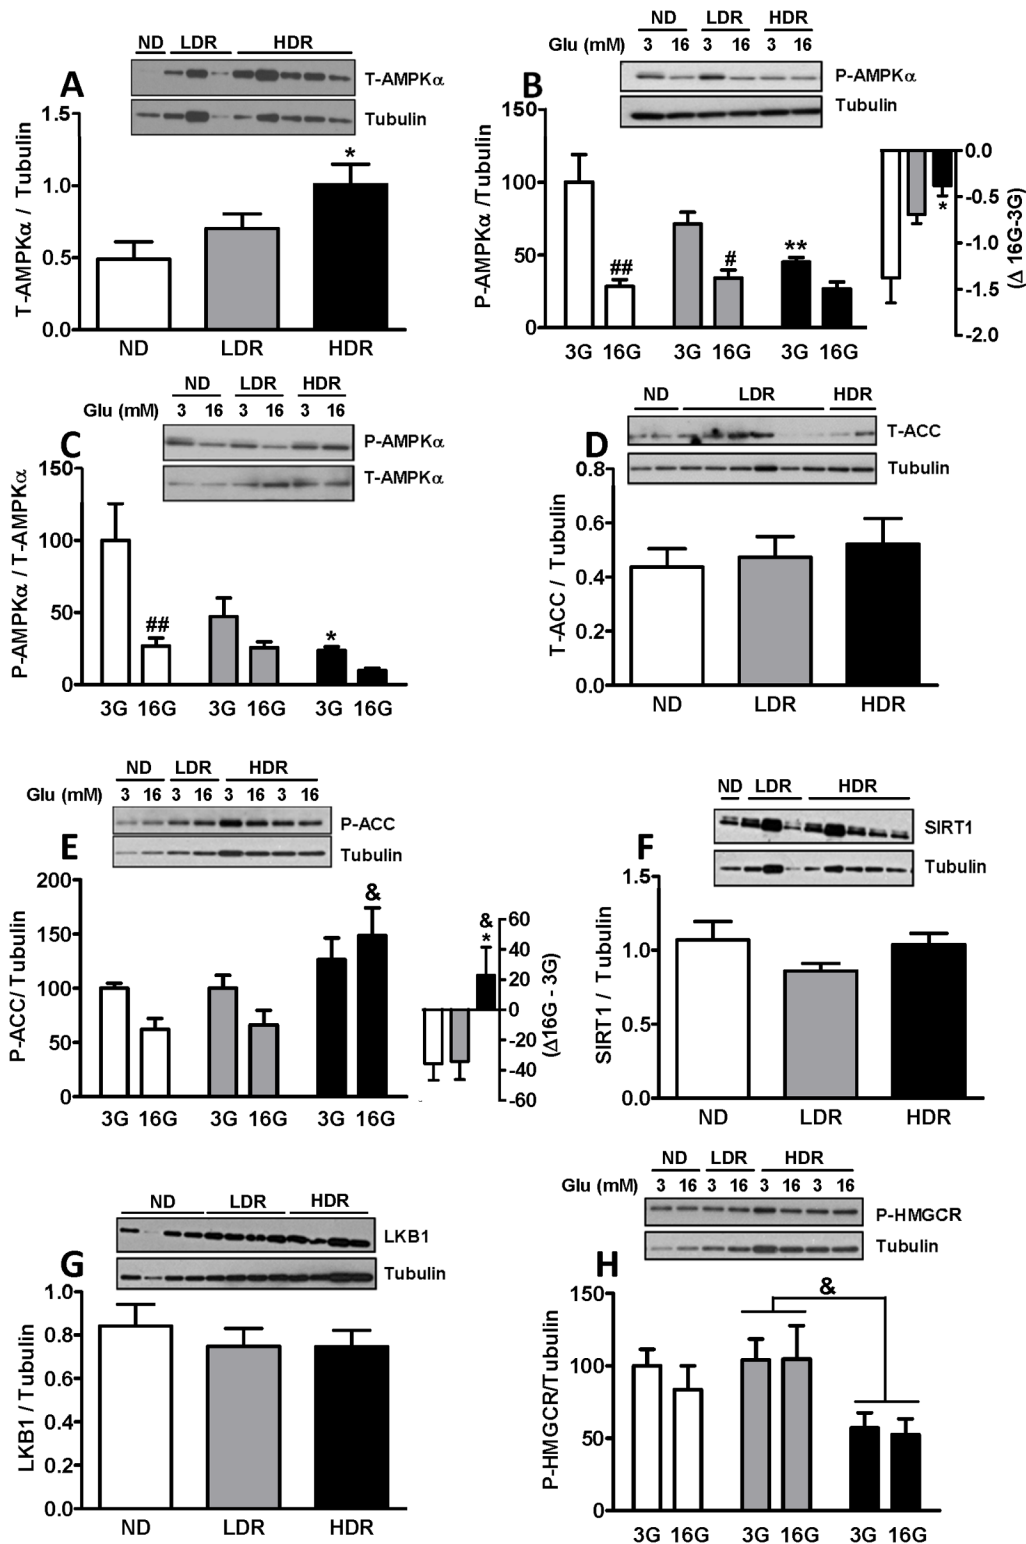 A
ND LDR HDR
T-AMPKα
Tubulin
T-AMPKα / Tubulin
1.5
1.0
0.5
0.0
*
ND LDR HDR
B
ND LDR HDR
Glu (mM) 3 16 3 16 3 16
P-AMPKα
Tubulin
P-AMPKα /Tubulin
150
100
50
0
## # **
3G 16G 3G 16G 3G 16G
0.0
-0.5
-1.0
-1.5
-2.0
*
(Δ 16G-3G)
C
ND LDR HDR
Glu (mM) 3 16 3 16 3 16
P-AMPKα
T-AMPKα
P-AMPKα / T-AMPKα
150
100
50
0
## *
3G 16G 3G 16G 3G 16G
D
ND LDR HDR
T-ACC
Tubulin
T-ACC / Tubulin
0.8
0.6
0.4
0.2
0.0
ND LDR HDR
E
ND LDR HDR
Glu (mM) 3 16 3 16 3 16 3 16
P-ACC
Tubulin
P-ACC/ Tubulin
200
150
100
50
0
&
3G 16G 3G 16G 3G 16G
&
*
60
40
20
0
-20
-40
-60
(Δ16G - 3G)
F
ND LDR HDR
SIRT1
Tubulin
SIRT1 / Tubulin
1.5
1.0
0.5
0.0
ND LDR HDR
G
ND LDR HDR
LKB1
Tubulin
LKB1 / Tubulin
1.0
0.8
0.6
0.4
0.2
0.0
ND LDR HDR
H
ND LDR HDR
Glu (mM) 3 16 3 16 3 16 3 16
P-HMGCR
Tubulin
P-HMGCR/Tubulin
150
100
50
0
&
3G 16G 3G 16G 3G 16G